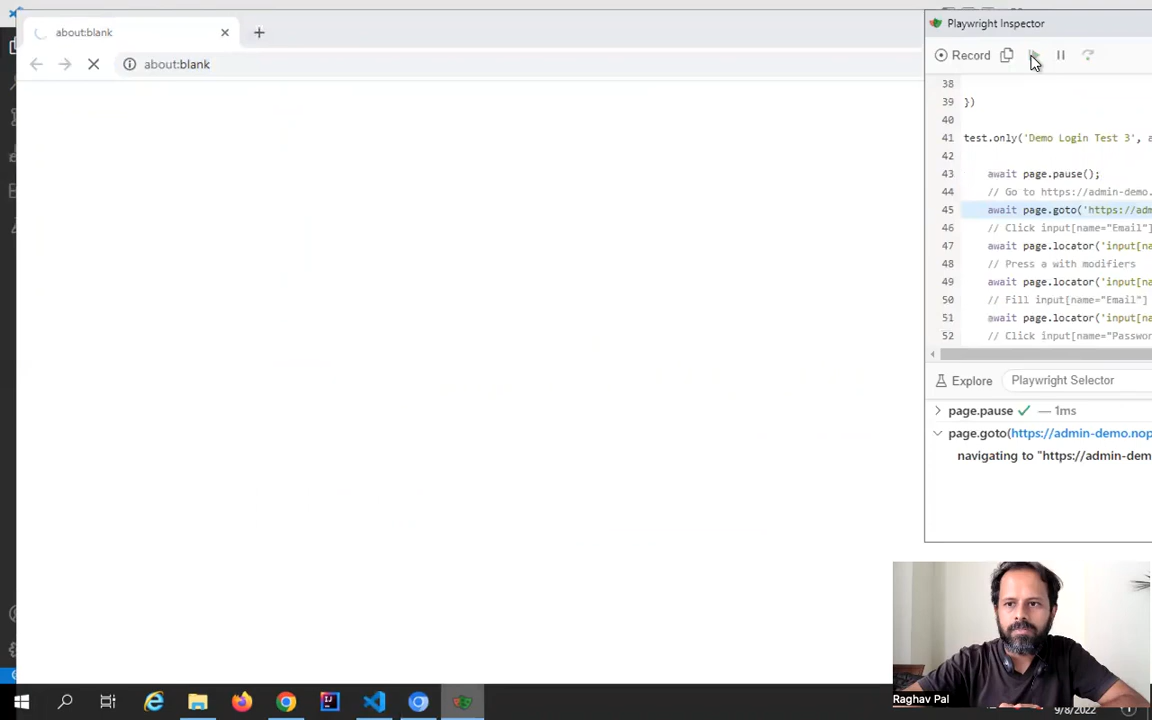 about:blank
about:blank
Playwright Inspector
Record
38
39 })
40
41 test.only('Demo Login Test 3', a
42
43 await page.pause();
44 // Go to https://admin-demo.
45 await page.goto('https://adm
46 // Click input[name="Email"]
47 await page.locator('input[na
48 // Press a with modifiers
49 await page.locator('input[na
50 // Fill input[name="Email"]
51 await page.locator('input[na
52 // Click input[name="Passwor
Explore
Playwright Selector
page.pause ✓ — 1ms
page.goto(https://admin-demo.nop
navigating to "https://admin-dem
Raghav Pal
9/8/2022